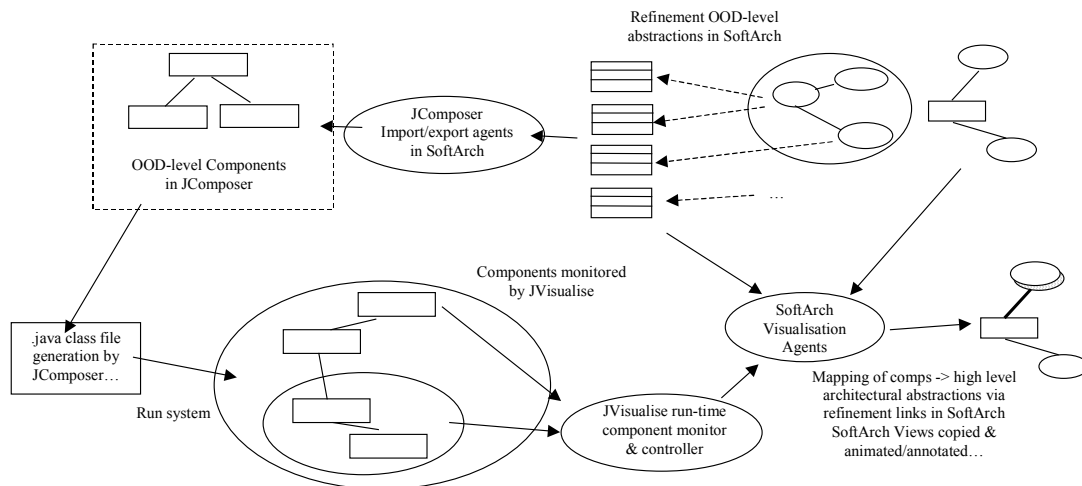 Refinement OOD-level
abstractions in SoftArch
JComposer
Import/export agents
in SoftArch
OOD-level Components
in JComposer
…
Components monitored
by JVisualise
SoftArch
Visualisation
Agents
.java class file
generation by
JComposer…
Run system
JVisualise run-time
component monitor
& controller
Mapping of comps -> high level
architectural abstractions via
refinement links in SoftArch
SoftArch Views copied &
animated/annotated…